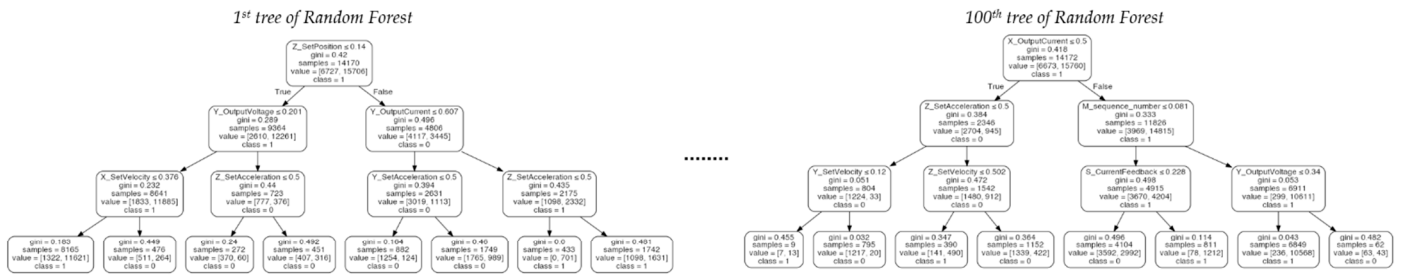 1st tree of Random Forest
100th tree of Random Forest
Z_SetPosition ≤ 0.14
gini = 0.42
samples = 14170
value = [6727, 15706]
class = 1
True
False
Y_OutputVoltage ≤ 0.201
gini = 0.289
samples = 9364
value = [2610, 12261]
class = 1
Y_OutputCurrent ≤ 0.607
gini = 0.496
samples = 4806
value = [4117, 3445]
class = 0
X_SetVelocity ≤ 0.376
gini = 0.232
samples = 8641
value = [1833, 11885]
class = 1
Z_SetAcceleration ≤ 0.5
gini = 0.44
samples = 723
value = [777, 376]
class = 0
Y_SetAcceleration ≤ 0.5
gini = 0.394
samples = 2631
value = [3019, 1113]
class = 0
Z_SetAcceleration ≤ 0.5
gini = 0.435
samples = 2175
value = [1098, 2332]
class = 1
gini = 0.183
samples = 8165
value = [1322, 11621]
class = 1
gini = 0.449
samples = 476
value = [511, 264]
class = 0
gini = 0.24
samples = 272
value = [370, 60]
class = 0
gini = 0.492
samples = 451
value = [407, 316]
class = 0
gini = 0.164
samples = 882
value = [1254, 124]
class = 0
gini = 0.46
samples = 1749
value = [1765, 989]
class = 0
gini = 0.0
samples = 433
value = [0, 701]
class = 1
gini = 0.481
samples = 1742
value = [1098, 1631]
class = 1
........
X_OutputCurrent ≤ 0.5
gini = 0.418
samples = 14172
value = [6673, 15760]
class = 1
True
False
Z_SetAcceleration ≤ 0.5
gini = 0.384
samples = 2346
value = [2704, 945]
class = 0
M_sequence_number ≤ 0.081
gini = 0.333
samples = 11826
value = [3969, 14815]
class = 1
Y_SetVelocity ≤ 0.12
gini = 0.051
samples = 804
value = [1224, 33]
class = 0
Z_SetVelocity ≤ 0.502
gini = 0.472
samples = 1542
value = [1480, 912]
class = 0
S_CurrentFeedback ≤ 0.228
gini = 0.498
samples = 4915
value = [3670, 4204]
class = 1
Y_OutputVoltage ≤ 0.34
gini = 0.053
samples = 6911
value = [299, 10611]
class = 1
gini = 0.455
samples = 9
value = [7, 13]
class = 1
gini = 0.032
samples = 795
value = [1217, 20]
class = 0
gini = 0.347
samples = 390
value = [141, 490]
class = 1
gini = 0.364
samples = 1152
value = [1339, 422]
class = 0
gini = 0.496
samples = 4104
value = [3592, 2992]
class = 0
gini = 0.114
samples = 811
value = [78, 1212]
class = 1
gini = 0.043
samples = 6849
value = [236, 10568]
class = 1
gini = 0.482
samples = 62
value = [63, 43]
class = 0